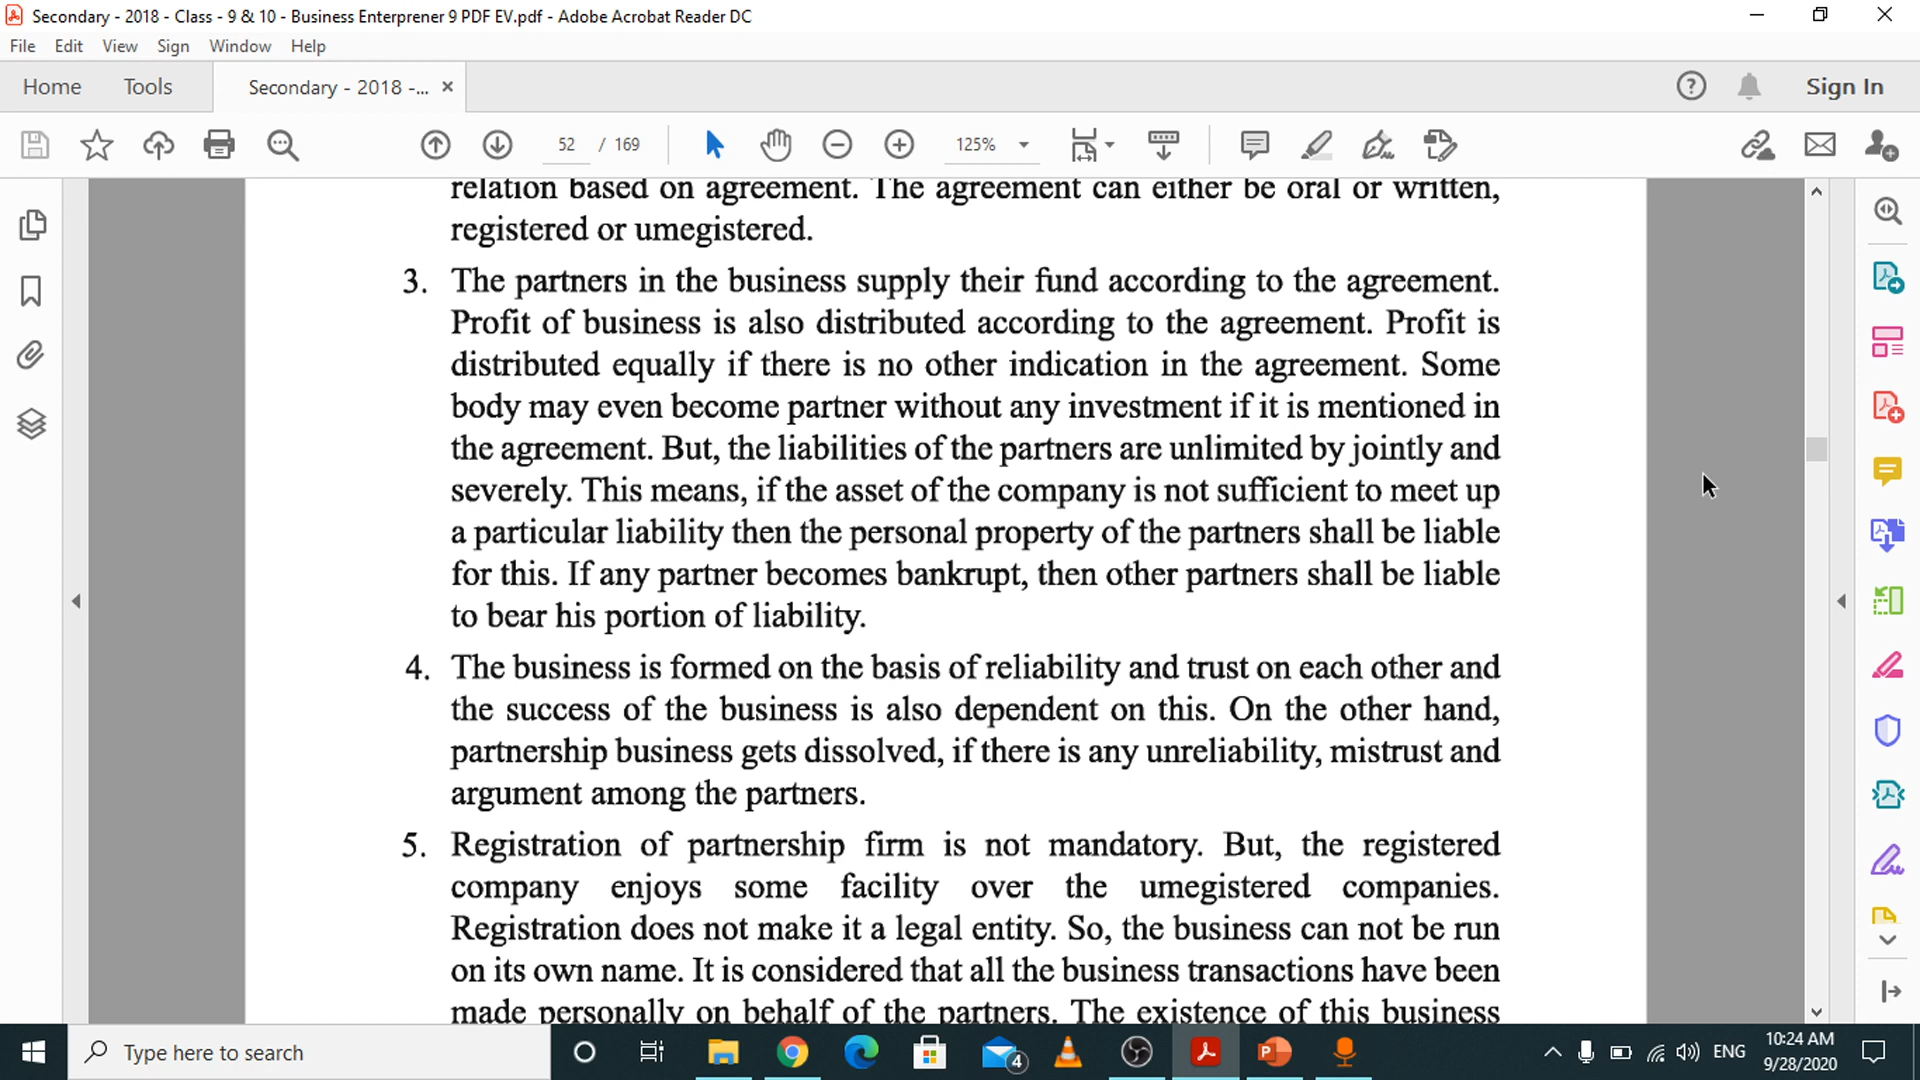 Secondary - 2018 - Class - 9 & 10 - Business Enterprener 9 PDF EV.pdf - Adobe Acrobat Reader DC
File Edit View Sign Window Help
Home Tools Secondary - 2018 -... × Sign In
52 / 169 125%
relation based on agreement. The agreement can either be oral or written,
registered or umegistered.
3. The partners in the business supply their fund according to the agreement.
Profit of business is also distributed according to the agreement. Profit is
distributed equally if there is no other indication in the agreement. Some
body may even become partner without any investment if it is mentioned in
the agreement. But, the liabilities of the partners are unlimited by jointly and
severely. This means, if the asset of the company is not sufficient to meet up
a particular liability then the personal property of the partners shall be liable
for this. If any partner becomes bankrupt, then other partners shall be liable
to bear his portion of liability.
4. The business is formed on the basis of reliability and trust on each other and
the success of the business is also dependent on this. On the other hand,
partnership business gets dissolved, if there is any unreliability, mistrust and
argument among the partners.
5. Registration of partnership firm is not mandatory. But, the registered
company enjoys some facility over the umegistered companies.
Registration does not make it a legal entity. So, the business can not be run
on its own name. It is considered that all the business transactions have been
made personally on behalf of the partners. The existence of this business
Type here to search 4 ENG 10:24 AM
9/28/2020